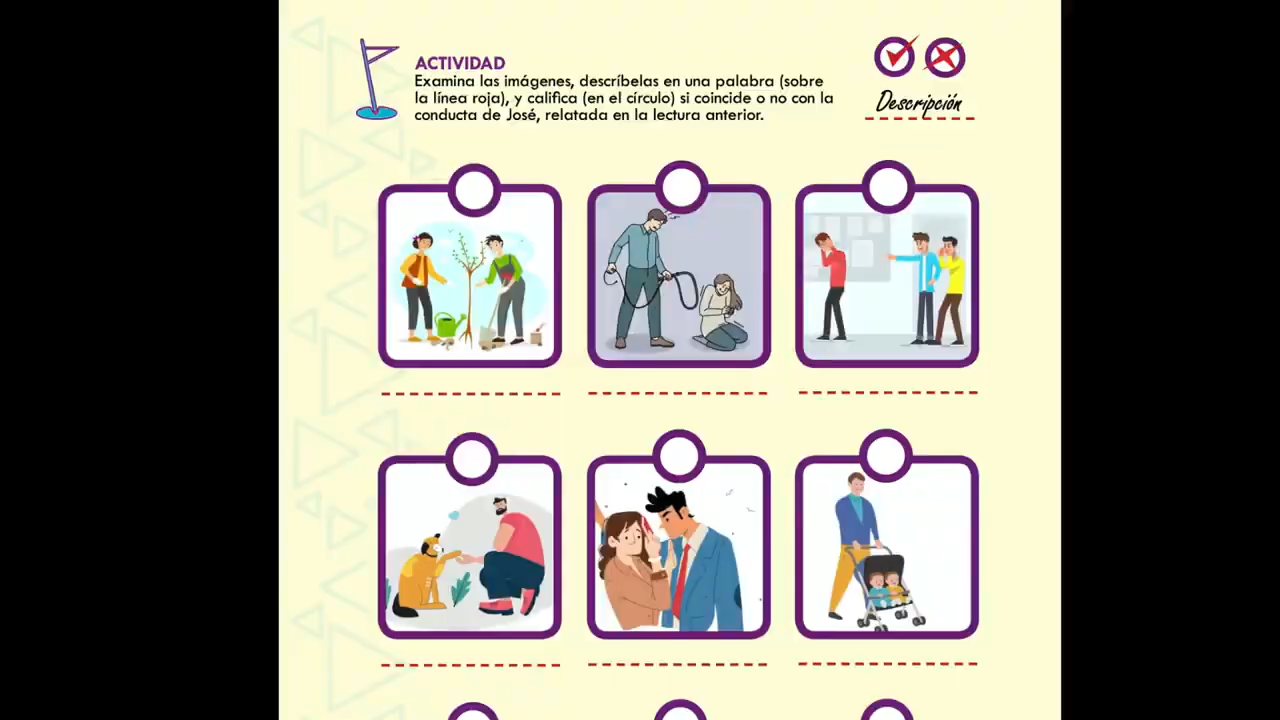 ACTIVIDAD
Examina las imágenes, descríbelas en una palabra (sobre
la línea roja), y califica (en el círculo) si coincide o no con la
conducta de José, relatada en la lectura anterior.
Descripción